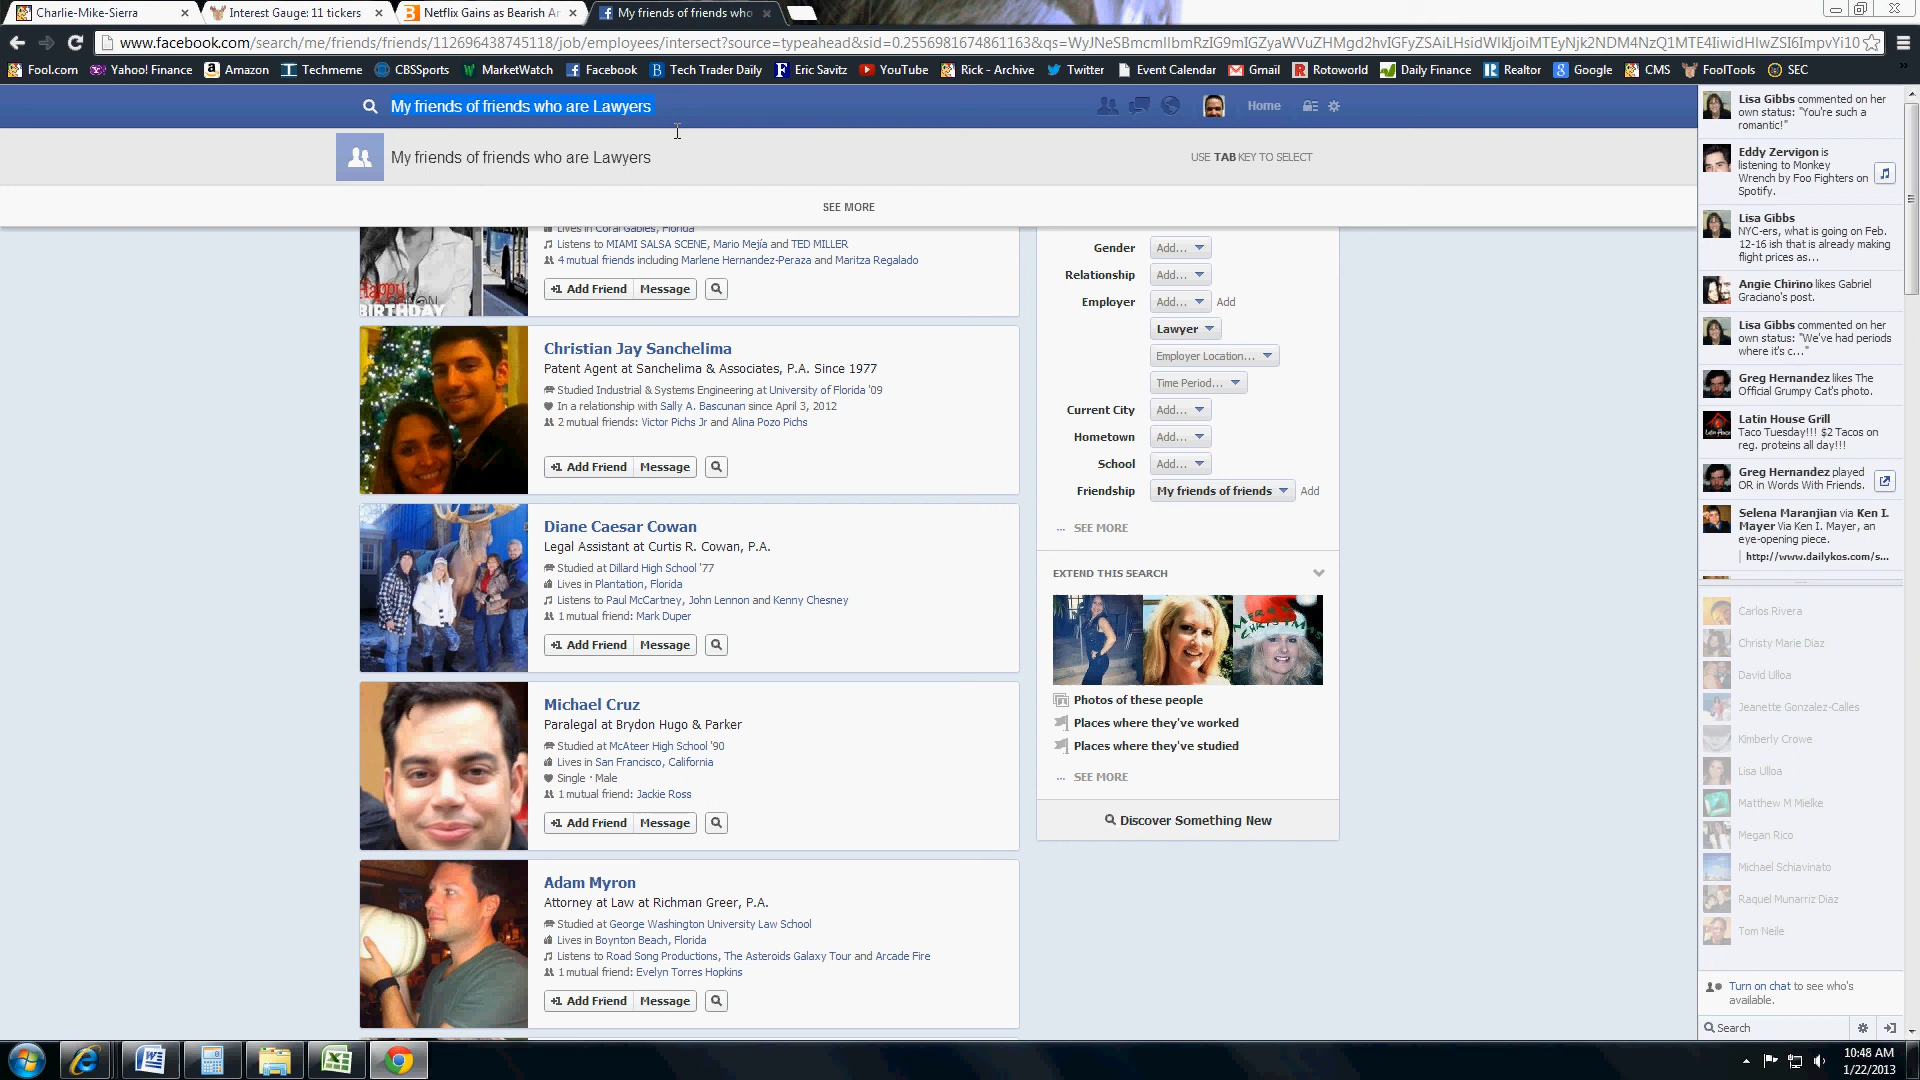 Charlie-Mike-Sierra
Interest Gauge: 11 tickers
Netflix Gains as Bearish Ar
My friends of friends who
www.facebook.com/search/me/friends/friends/112696438745118/job/employees/intersect?source=typeahead&sid=0.2556981674861163&qs=
Fool.com Yahoo! Finance Amazon Techmeme CBSSports MarketWatch Facebook Tech Trader Daily Eric Savitz YouTube Rick - Archive Twitter Event Calendar Gmail Rotoworld Daily Finance Realtor Google CMS FoolTools SEC
My friends of friends who are Lawyers
Home
My friends of friends who are Lawyers
USE TAB KEY TO SELECT
SEE MORE
Lives in Coral Gables, Florida
Listens to MIAMI SALSA SCENE, Mario Mejía and TED MILLER
4 mutual friends including Marlene Hernandez-Peraza and Maritza Regalado
+1 Add Friend Message
Happy
BIRTHDAY
Christian Jay Sanchelima
Patent Agent at Sanchelima & Associates, P.A. Since 1977
Studied Industrial & Systems Engineering at University of Florida '09
In a relationship with Sally A. Bascunan since April 3, 2012
2 mutual friends: Victor Pichs Jr and Alina Pozo Pichs
+1 Add Friend Message
Diane Caesar Cowan
Legal Assistant at Curtis R. Cowan, P.A.
Studied at Dillard High School '77
Lives in Plantation, Florida
Listens to Paul McCartney, John Lennon and Kenny Chesney
1 mutual friend: Mark Duper
+1 Add Friend Message
Michael Cruz
Paralegal at Brydon Hugo & Parker
Studied at McAteer High School '90
Lives in San Francisco, California
Single · Male
1 mutual friend: Jackie Ross
+1 Add Friend Message
Adam Myron
Attorney at Law at Richman Greer, P.A.
Studied at George Washington University Law School
Lives in Boynton Beach, Florida
Listens to Road Song Productions, The Asteroids Galaxy Tour and Arcade Fire
1 mutual friend: Evelyn Torres Hopkins
+1 Add Friend Message
Gender Add...
Relationship Add...
Employer Add... Add
Lawyer
Employer Location...
Time Period...
Current City Add...
Hometown Add...
School Add...
Friendship My friends of friends Add
... SEE MORE
EXTEND THIS SEARCH
Photos of these people
Places where they've worked
Places where they've studied
... SEE MORE
Discover Something New
Lisa Gibbs commented on her
own status: "You're such a
romantic!"
Eddy Zervigon is
listening to Monkey
Wrench by Foo Fighters on
Spotify.
Lisa Gibbs
NYC-ers, what is going on Feb.
12-16 ish that is already making
flight prices as...
Angie Chirino likes Gabriel
Graciano's post.
Lisa Gibbs commented on her
own status: "We've had periods
where it's c..."
Greg Hernandez likes The
Official Grumpy Cat's photo.
Latin House Grill
Taco Tuesday!!! $2 Tacos on
reg. proteins all day!!!
Greg Hernandez played
OR in Words With Friends.
Selena Maranjian via Ken I.
Mayer Via Ken I. Mayer, an
eye-opening piece.
http://www.dailykos.com/s...
Carlos Rivera
Christy Marie Diaz
David Ulloa
Jeanette Gonzalez-Calles
Kimberly Crowe
Lisa Ulloa
Matthew M Mielke
Megan Rico
Michael Schiavinato
Raquel Munarriz Diaz
Tom Neile
Turn on chat to see who's
available.
Search
10:48 AM
1/22/2013